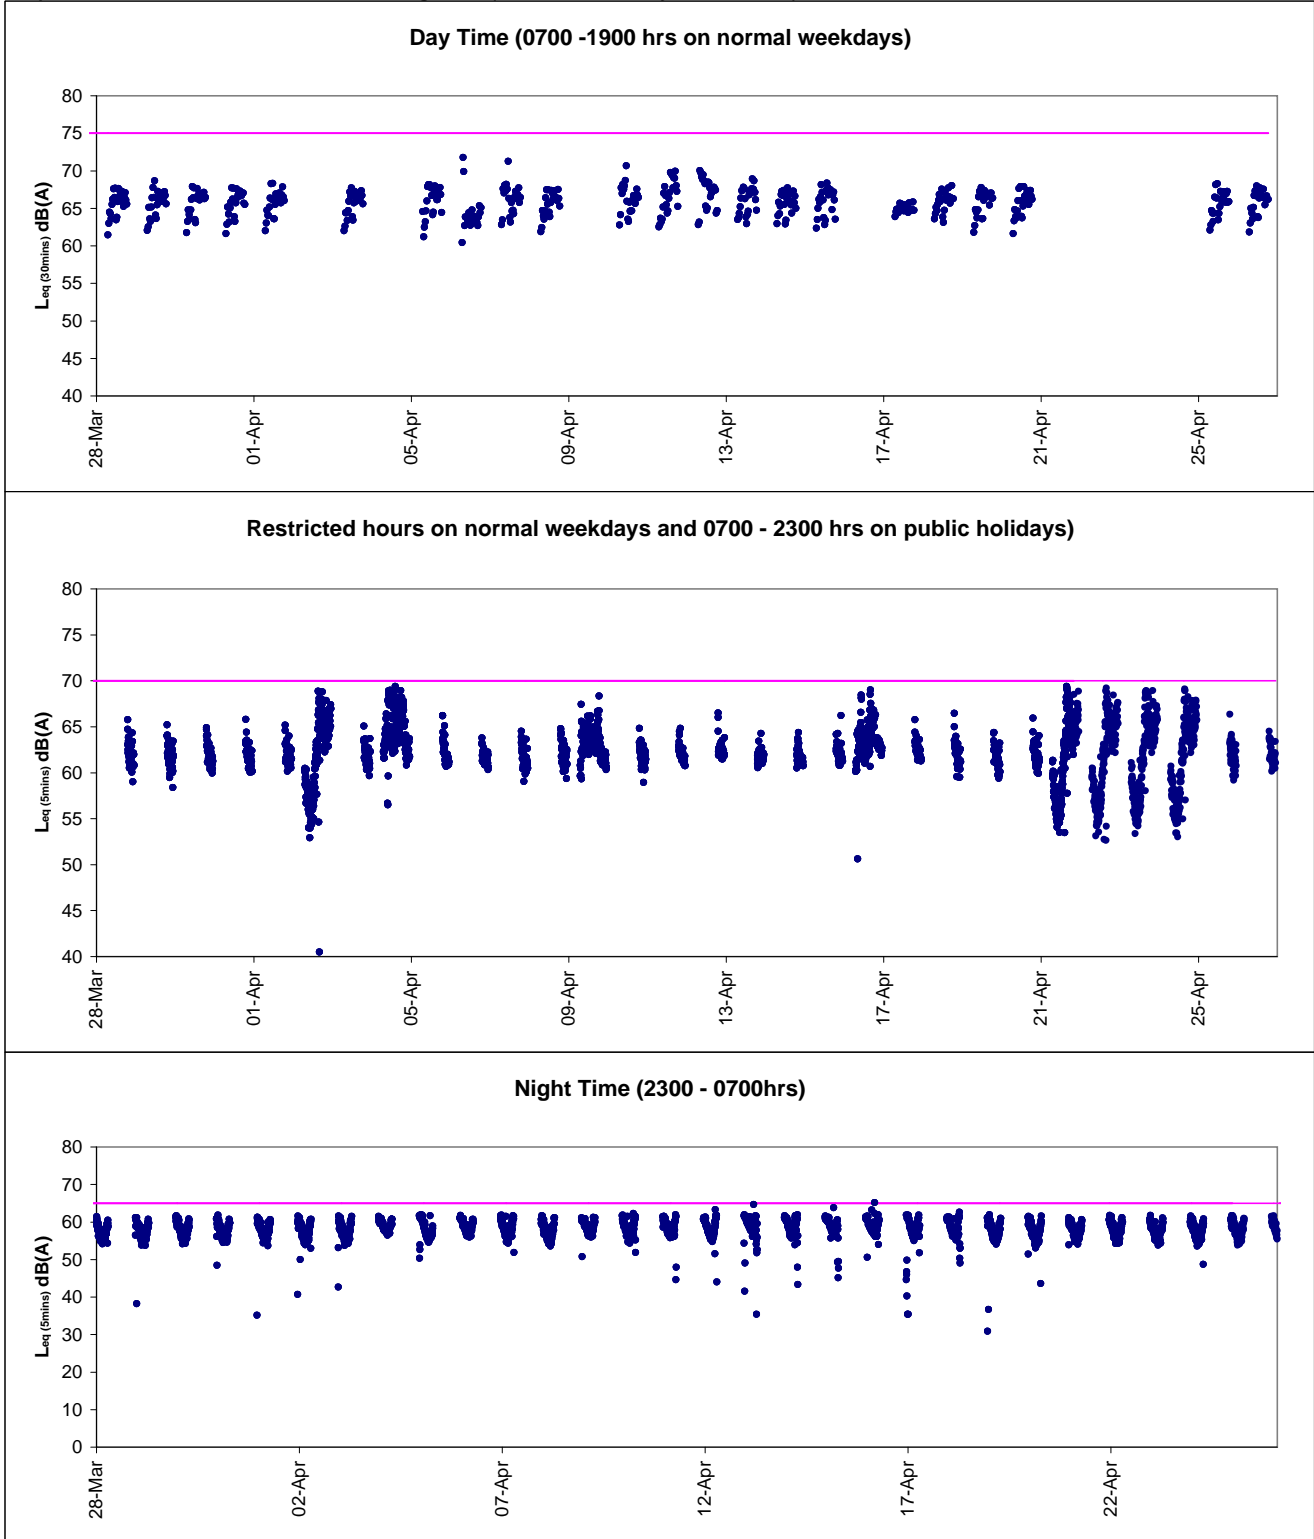 Day Time (0700 -1900 hrs on normal weekdays)
80
75
70
65
60
55
50
45
40
Leq (30mins) dB(A)
28-Mar
01-Apr
05-Apr
09-Apr
13-Apr
17-Apr
21-Apr
25-Apr
Restricted hours on normal weekdays and 0700 - 2300 hrs on public holidays)
80
75
70
65
60
55
50
45
40
Leq (5mins) dB(A)
28-Mar
01-Apr
05-Apr
09-Apr
13-Apr
17-Apr
21-Apr
25-Apr
Night Time (2300 - 0700hrs)
80
70
60
50
40
30
20
10
0
Leq (5mins) dB(A)
28-Mar
02-Apr
07-Apr
12-Apr
17-Apr
22-Apr